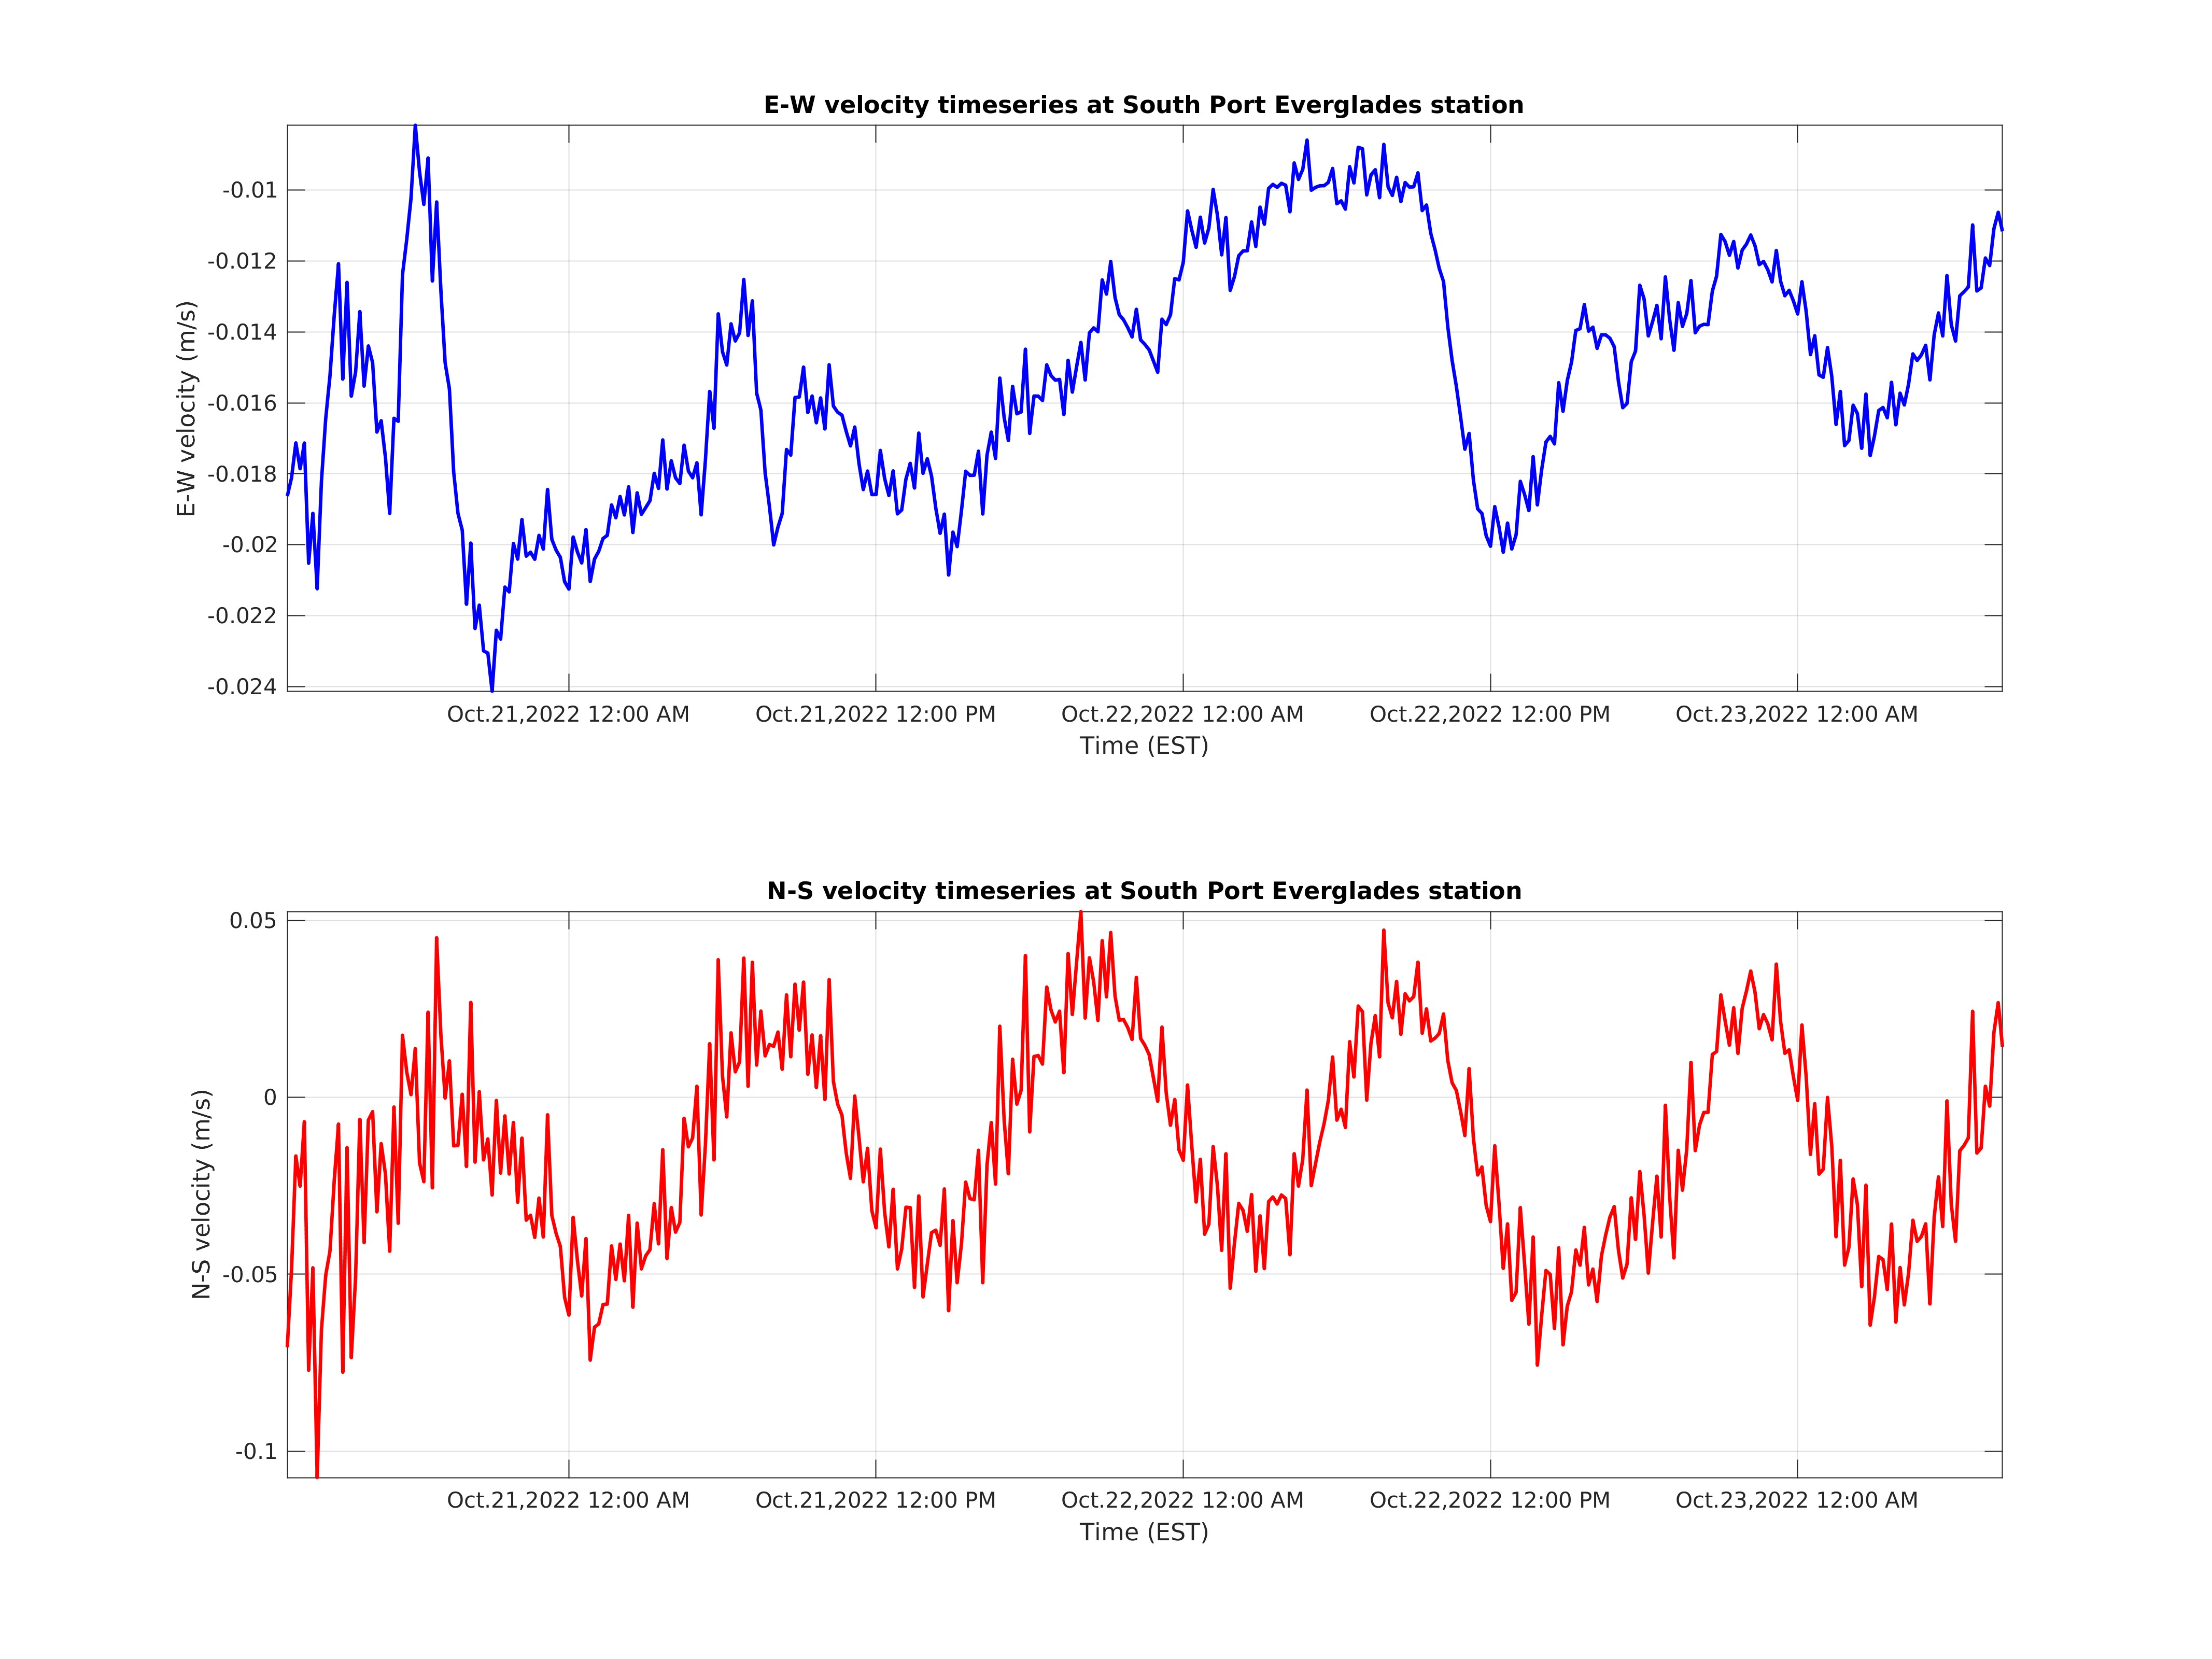 E-W velocity timeseries at South Port Everglades station
E-W velocity (m/s)
-0.01
-0.012
-0.014
-0.016
-0.018
-0.02
-0.022
-0.024
Oct.21,2022 12:00 AM
Oct.21,2022 12:00 PM
Oct.22,2022 12:00 AM
Oct.22,2022 12:00 PM
Oct.23,2022 12:00 AM
Time (EST)
N-S velocity timeseries at South Port Everglades station
N-S velocity (m/s)
0.05
0
-0.05
-0.1
Oct.21,2022 12:00 AM
Oct.21,2022 12:00 PM
Oct.22,2022 12:00 AM
Oct.22,2022 12:00 PM
Oct.23,2022 12:00 AM
Time (EST)